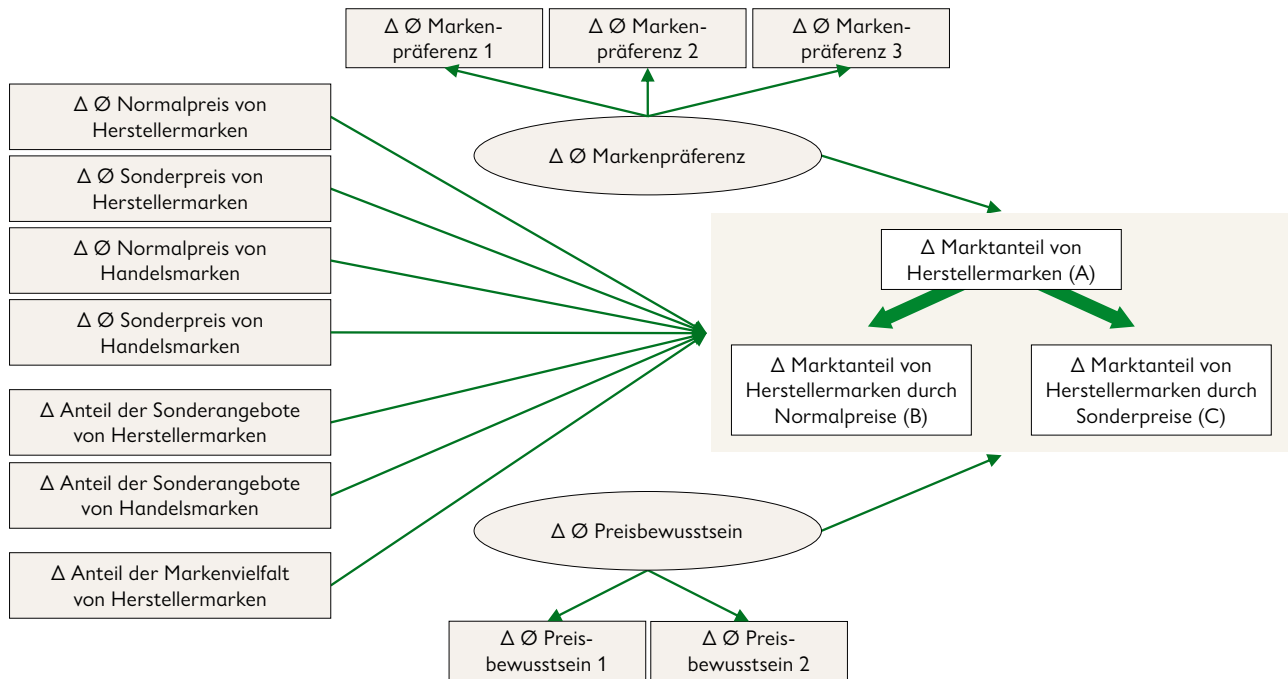 Δ Ø Marken-
präferenz 1
Δ Ø Marken-
präferenz 2
Δ Ø Marken-
präferenz 3
Δ Ø Normalpreis von
Herstellermarken
Δ Ø Sonderpreis von
Herstellermarken
Δ Ø Normalpreis von
Handelsmarken
Δ Ø Sonderpreis von
Handelsmarken
Δ Anteil der Sonderangebote
von Herstellermarken
Δ Anteil der Sonderangebote
von Handelsmarken
Δ Anteil der Markenvielfalt
von Herstellermarken
Δ Ø Markenpräferenz
Δ Marktanteil von
Herstellermarken (A)
Δ Marktanteil von
Herstellermarken durch
Normalpreise (B)
Δ Marktanteil von
Herstellermarken durch
Sonderpreise (C)
Δ Ø Preisbewusstsein
Δ Ø Preis-
bewusstsein 1
Δ Ø Preis-
bewusstsein 2